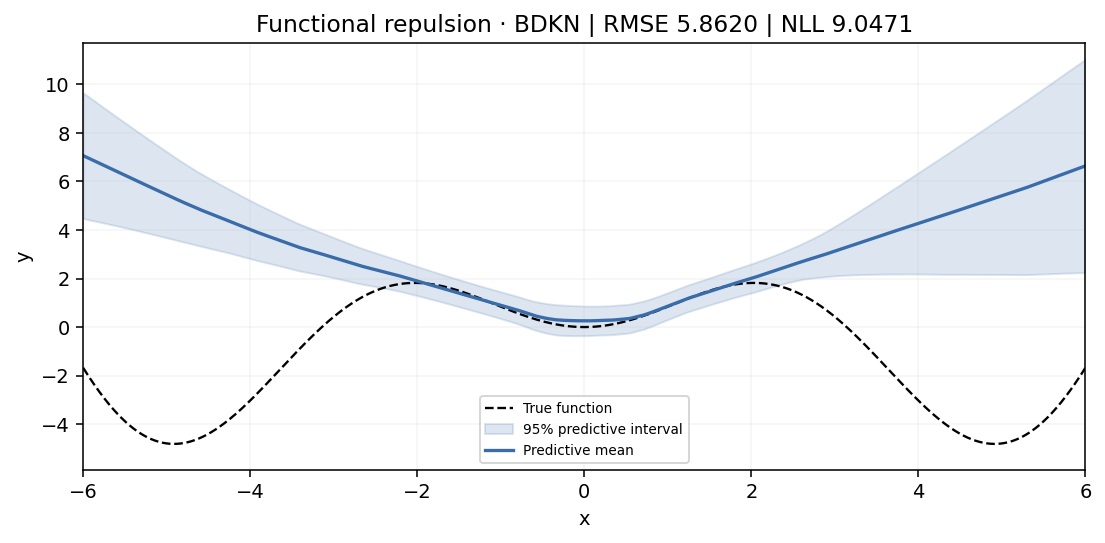 Functional repulsion · BDKN | RMSE 5.8620 | NLL 9.0471
10
8
6
4
2
0
−2
−4
y
True function
95% predictive interval
Predictive mean
−6 −4 −2 0 2 4 6
x